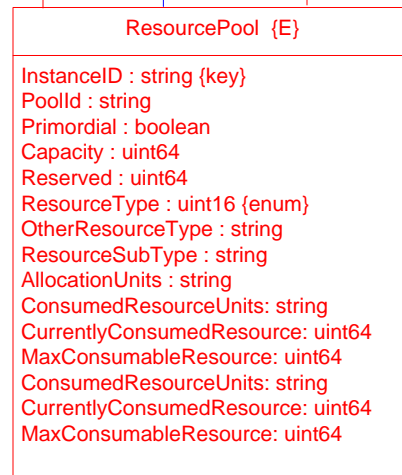 ResourcePool {E}
InstanceID : string {key}
PoolId : string
Primordial : boolean
Capacity : uint64
Reserved : uint64
ResourceType : uint16 {enum}
OtherResourceType : string
ResourceSubType : string
AllocationUnits : string
ConsumedResourceUnits: string
CurrentlyConsumedResource: uint64
MaxConsumableResource: uint64
ConsumedResourceUnits: string
CurrentlyConsumedResource: uint64
MaxConsumableResource: uint64